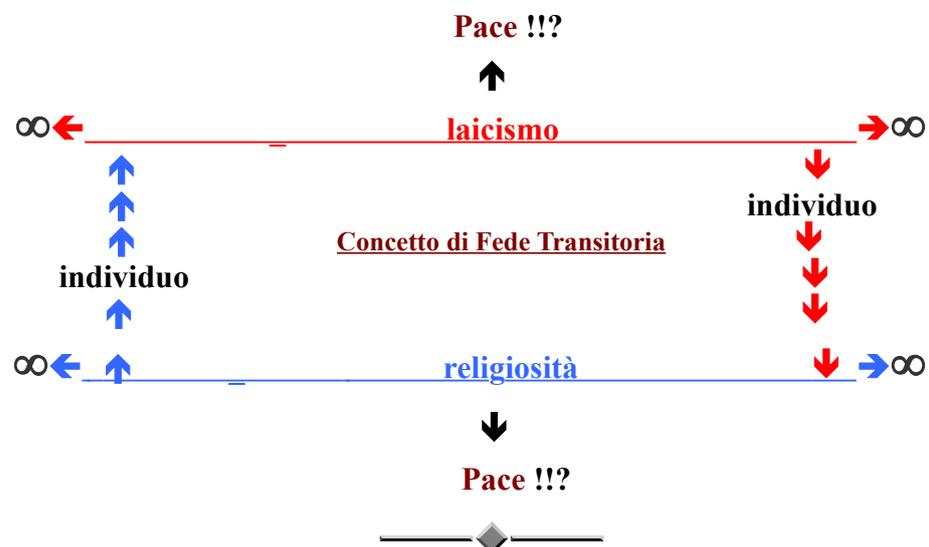 Pace !!?
∞ laicismo ∞
individuo
Concetto di Fede Transitoria
individuo
∞ religiosità ∞
Pace !!?